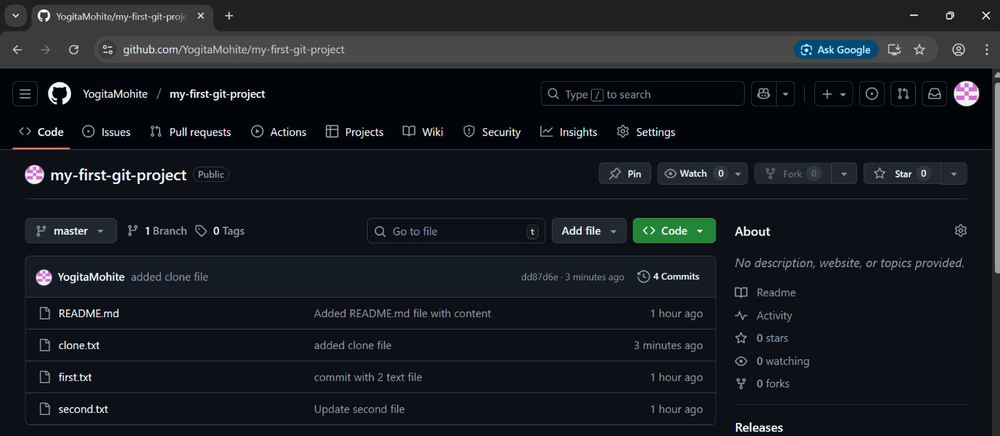 YogitaMohite/my-first-git-proje
github.com/YogitaMohite/my-first-git-project
Ask Google
YogitaMohite / my-first-git-project
Type / to search
Code Issues Pull requests Actions Projects Wiki Security Insights Settings
my-first-git-project Public
Pin Watch 0 Fork 0 Star 0
master 1 Branch 0 Tags
Go to file t Add file Code
YogitaMohite added clone file dd87d6e · 3 minutes ago 4 Commits
README.md Added README.md file with content 1 hour ago
clone.txt added clone file 3 minutes ago
first.txt commit with 2 text file 1 hour ago
second.txt Update second file 1 hour ago
About
No description, website, or topics provided.
Readme
Activity
0 stars
0 watching
0 forks
Releases